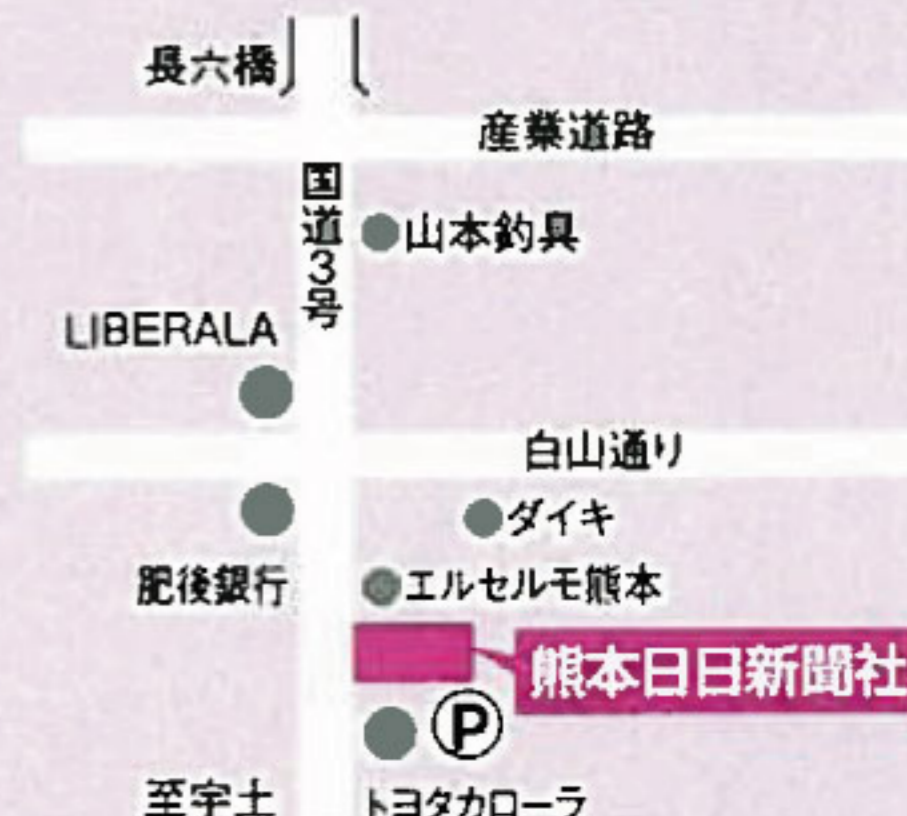 長六橋
産業道路
国道3号
山本釣具
LIBERALA
白山通り
ダイキ
肥後銀行
エルセルモ熊本
熊本日日新聞社
P
至宇土
トヨタカローラ